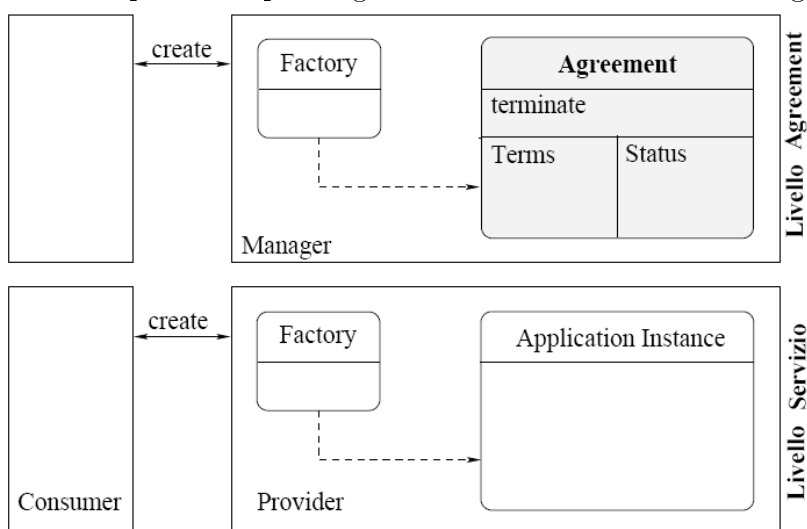 create
Factory
Agreement
terminate
Terms
Status
Manager
Livello Agreement
create
Factory
Application Instance
Consumer
Provider
Livello Servizio